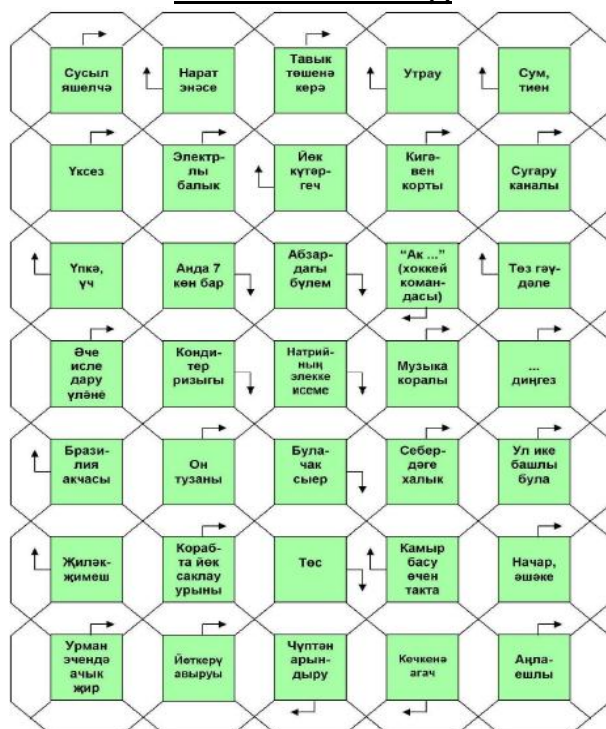 Сусыл
яшелчә
Нарат
энәсе
Тавык
төшенә
керә
Утрау
Сум,
тиен
Үксез
Электр-
лы
балык
Йөк
күтәр-
геч
Кигә-
вен
корты
Сугару
каналы
Үпкә,
үч
Анда 7
көн бар
Абзар-
дагы
бүлем
"Ак ..."
(хоккей
коман-
дасы)
Төз гәү-
дәле
Әче
исле
дару
үләне
Конди-
тер
ризыгы
Натрий-
ның
элекке
исеме
Музыка
коралы
...
диңгез
Брази-
лия
акчасы
Он
тузаны
Була-
чак
сыер
Себер-
дәге
халык
Ул ике
башлы
була
Җиләк-
җимеш
Кораб-
та йөк
саклау
урыны
Төс
Камыр
басу
өчен
такта
Начар,
әшәке
Урман
эчендә
ачык
җир
Йөткерү
авыруы
Чүптән
арын-
дыру
Кечкенә
агач
Аңла-
ешлы